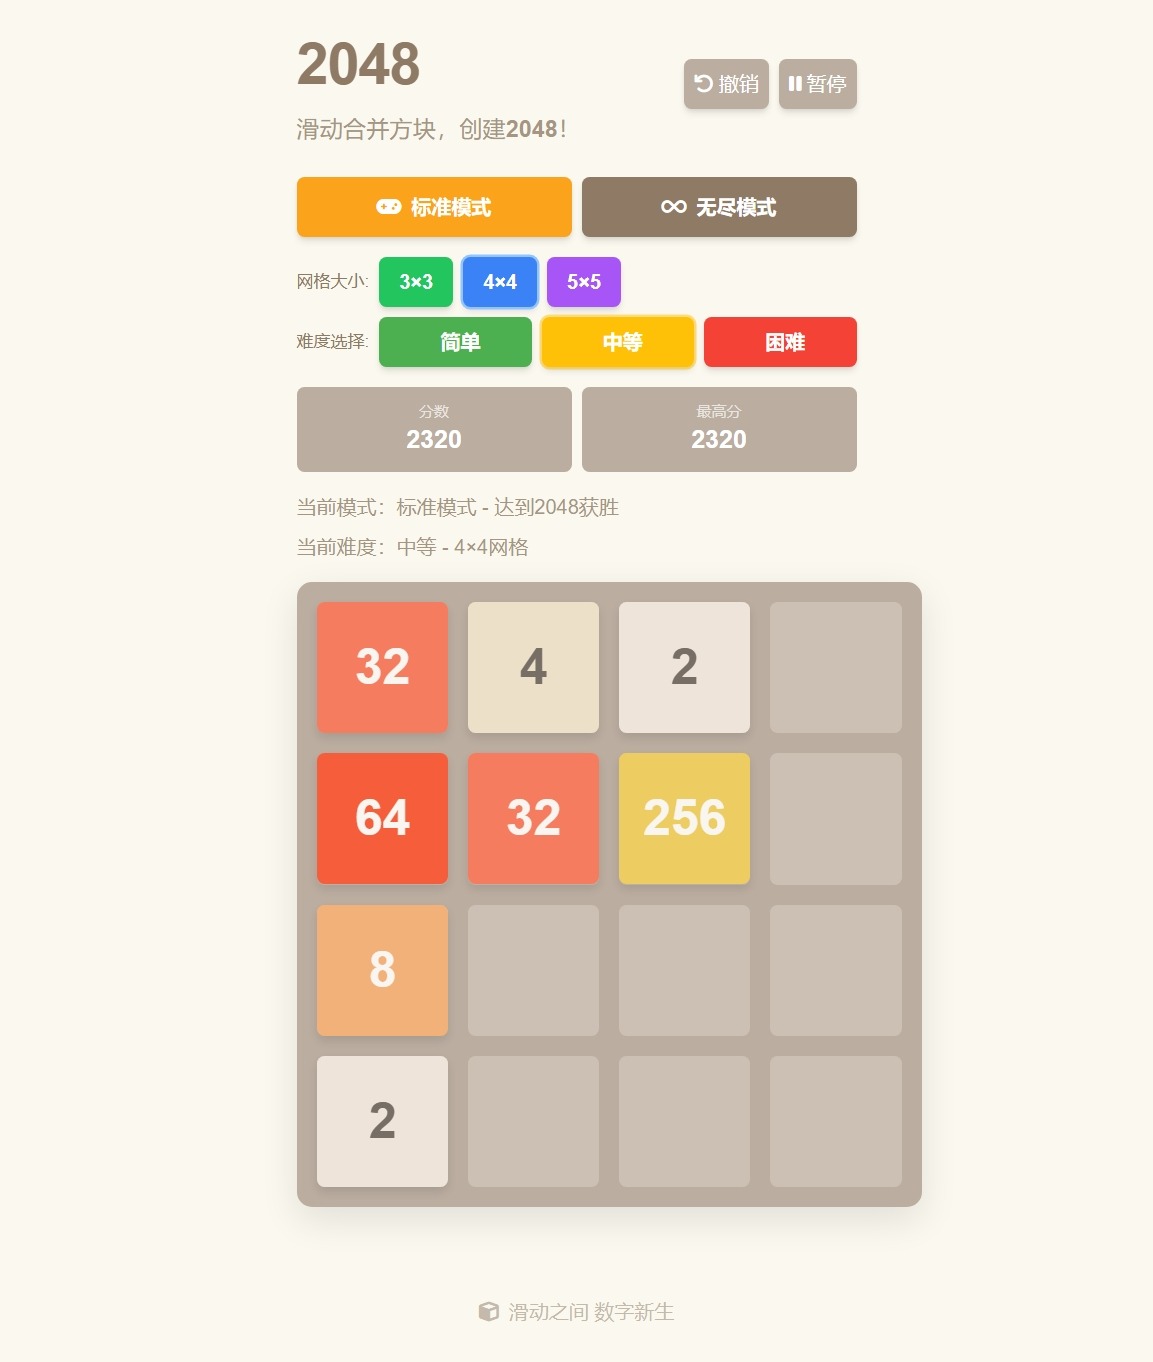 2048
撤销 暂停
滑动合并方块，创建2048！
标准模式 无尽模式
网格大小: 3×3 4×4 5×5
难度选择: 简单 中等 困难
分数 最高分
2320 2320
当前模式：标准模式 - 达到2048获胜
当前难度：中等 - 4×4网格
32 4 2
64 32 256
8
2
滑动之间 数字新生